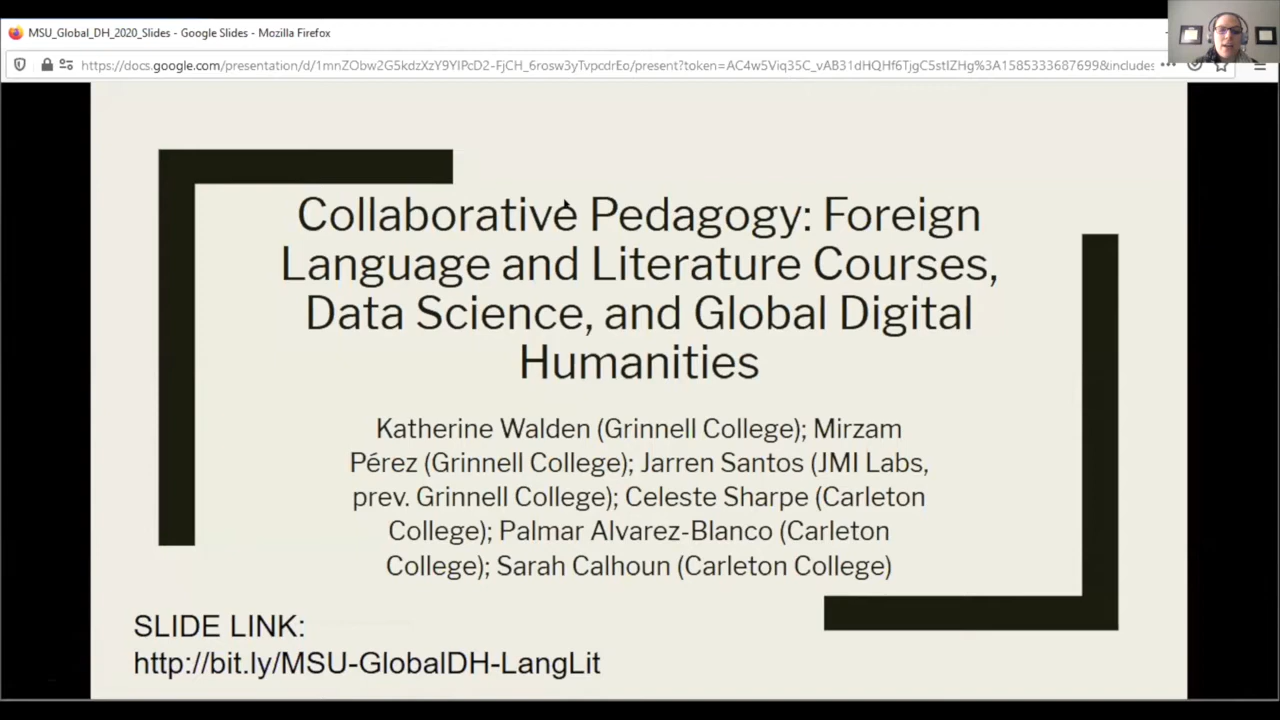 MSU_Global_DH_2020_Slides - Google Slides - Mozilla Firefox
https://docs.google.com/presentation/d/1mnZObw2G5kdzXzY9YIPcD2-FjCH_6rosw3yTvpcdrEo/present?token=AC4w5Viq35C_vAB31dHQHf6TjgC5stIZHg%3A1585333687699&includes
Collaborative Pedagogy: Foreign
Language and Literature Courses,
Data Science, and Global Digital
Humanities
Katherine Walden (Grinnell College); Mirzam
Pérez (Grinnell College); Jarren Santos (JMI Labs,
prev. Grinnell College); Celeste Sharpe (Carleton
College); Palmar Alvarez-Blanco (Carleton
College); Sarah Calhoun (Carleton College)
SLIDE LINK:
http://bit.ly/MSU-GlobalDH-LangLit